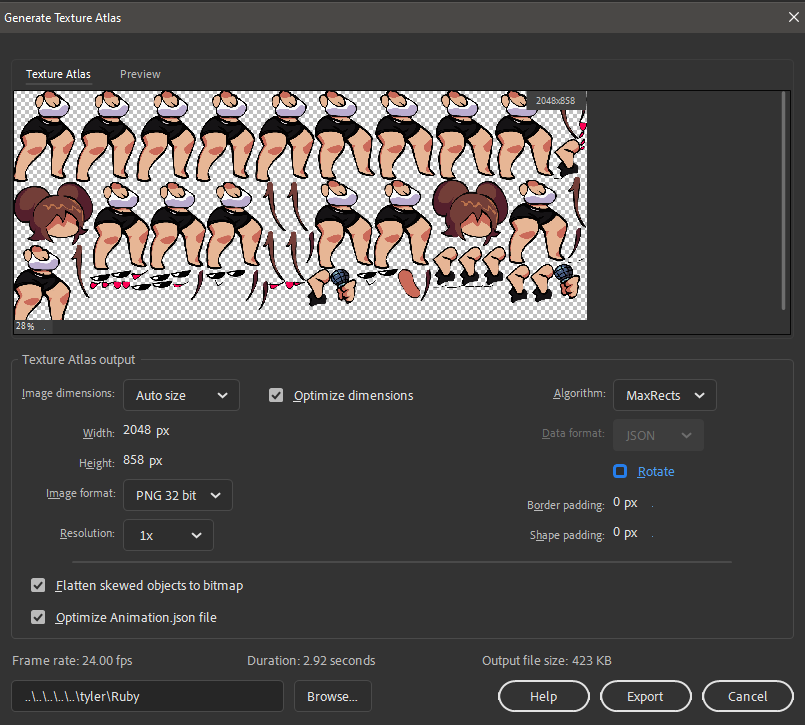 Generate Texture Atlas
Texture Atlas Preview
2048x858
28%
Texture Atlas output
Image dimensions: Auto size Optimize dimensions Algorithm: MaxRects
Width: 2048 px Data format: JSON
Height: 858 px Rotate
Image format: PNG 32 bit Border padding: 0 px
Resolution: 1x Shape padding: 0 px
Flatten skewed objects to bitmap
Optimize Animation.json file
Frame rate: 24.00 fps Duration: 2.92 seconds Output file size: 423 KB
..\..\..\..\..\tyler\Ruby Browse... Help Export Cancel